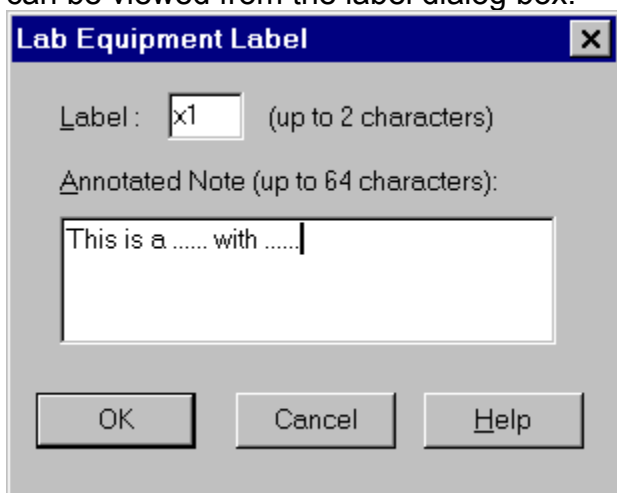 can be viewed from the label dialog box.
Lab Equipment Label
Label : x1 (up to 2 characters)
Annotated Note (up to 64 characters):
This is a ...... with ......
OK Cancel Help